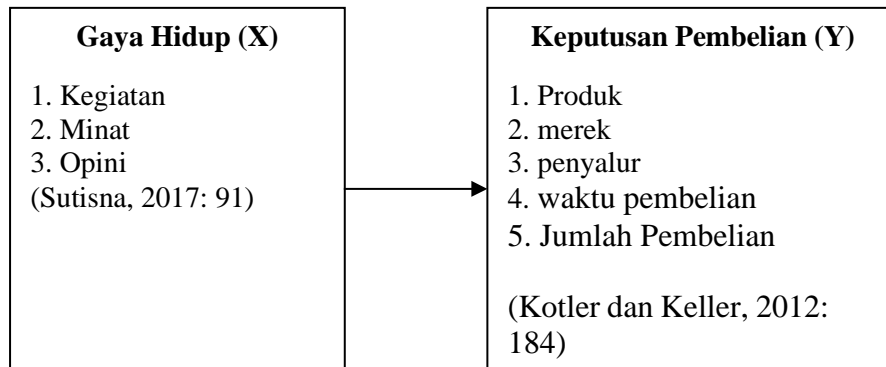 Gaya Hidup (X)
1. Kegiatan
2. Minat
3. Opini
(Sutisna, 2017: 91)
Keputusan Pembelian (Y)
1. Produk
2. merek
3. penyalur
4. waktu pembelian
5. Jumlah Pembelian
(Kotler dan Keller, 2012:
184)